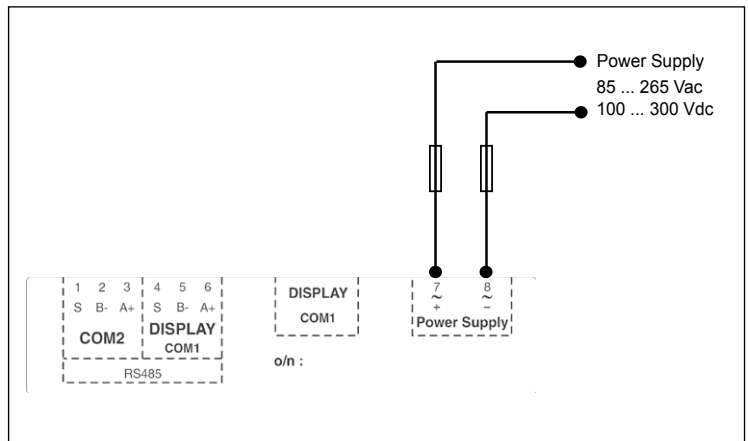 Power Supply
85 ... 265 Vac
100 ... 300 Vdc
1 2 3 4 5 6
S B- A+ S B- A+
COM2
DISPLAY
COM1
RS485
DISPLAY
COM1
o/n :
7 8
~ ~
+ −
Power Supply